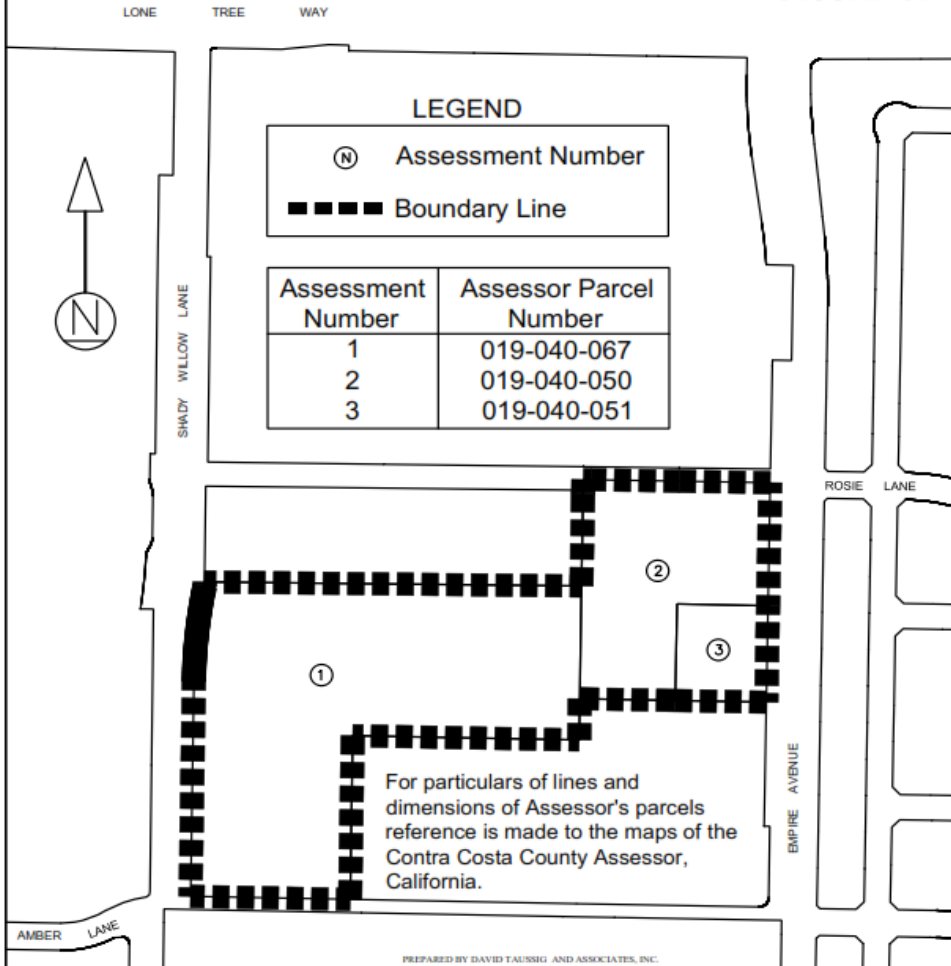 LONE TREE WAY
LEGEND
N Assessment Number
Boundary Line
N
SHADY WILLOW LANE
Assessment Number Assessor Parcel Number
1 019-040-067
2 019-040-050
3 019-040-051
ROSIE LANE
2
3
1
EMPIRE AVENUE
For particulars of lines and
dimensions of Assessor's parcels
reference is made to the maps of the
Contra Costa County Assessor,
California.
AMBER LANE
PREPARED BY DAVID TAUSSIG AND ASSOCIATES, INC.